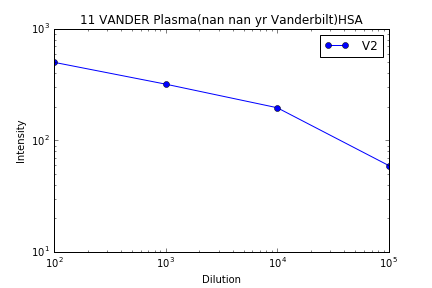 11 VANDER Plasma(nan nan yr Vanderbilt)HSA
V2
Intensity
10³
10²
10¹
10² 10³ 10⁴ 10⁵
Dilution